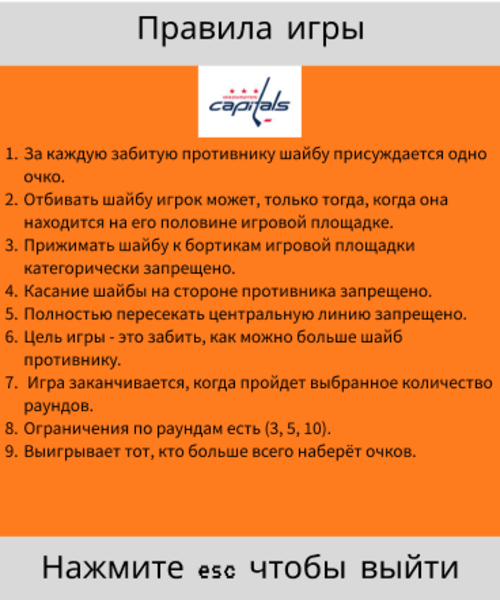 Правила игры
WASHINGTON
capitals
1. За каждую забитую противнику шайбу присуждается одно
очко.
2. Отбивать шайбу игрок может, только тогда, когда она
находится на его половине игровой площадке.
3. Прижимать шайбу к бортикам игровой площадки
категорически запрещено.
4. Касание шайбы на стороне противника запрещено.
5. Полностью пересекать центральную линию запрещено.
6. Цель игры - это забить, как можно больше шайб
противнику.
7. Игра заканчивается, когда пройдет выбранное количество
раундов.
8. Ограничения по раундам есть (3, 5, 10).
9. Выигрывает тот, кто больше всего наберёт очков.
Нажмите esc чтобы выйти